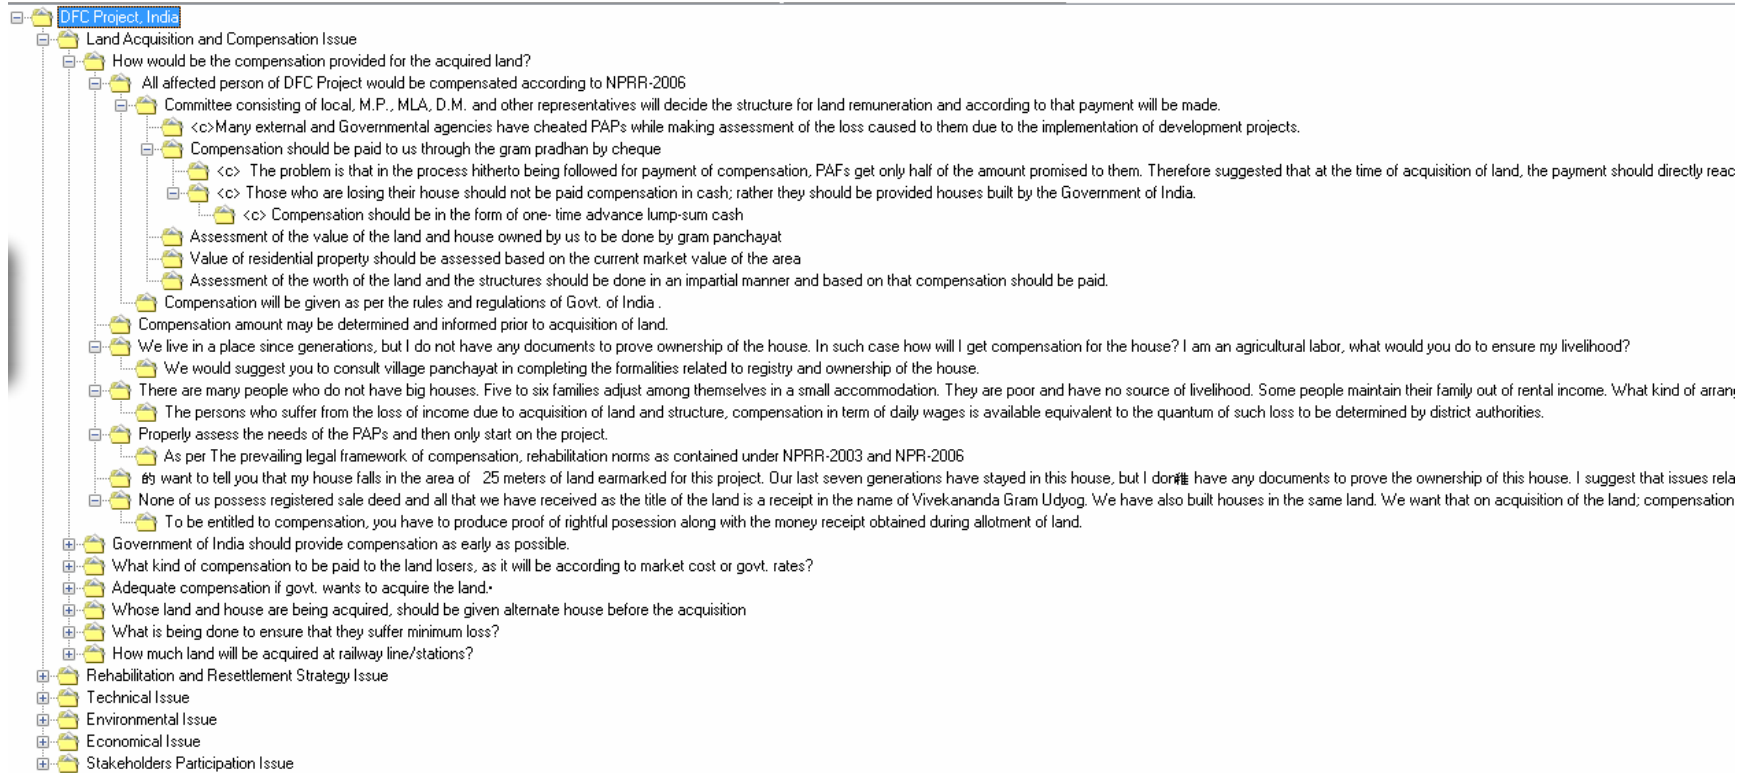 DFC Project, India
Land Acquisition and Compensation Issue
How would be the compensation provided for the acquired land?
All affected person of DFC Project would be compensated according to NPRR-2006
Committee consisting of local, M.P., MLA, D.M. and other representatives will decide the structure for land remuneration and according to that payment will be made.
<c>Many external and Governmental agencies have cheated PAPs while making assessment of the loss caused to them due to the implementation of development projects.
Compensation should be paid to us through the gram pradhan by cheque
<c> The problem is that in the process hitherto being followed for payment of compensation, PAFs get only half of the amount promised to them. Therefore suggested that at the time of acquisition of land, the payment should directly reac
<c> Those who are losing their house should not be paid compensation in cash; rather they should be provided houses built by the Government of India.
<c> Compensation should be in the form of one- time advance lump-sum cash
Assessment of the value of the land and house owned by us to be done by gram panchayat
Value of residential property should be assessed based on the current market value of the area
Assessment of the worth of the land and the structures should be done in an impartial manner and based on that compensation should be paid.
Compensation will be given as per the rules and regulations of Govt. of India .
Compensation amount may be determined and informed prior to acquisition of land.
We live in a place since generations, but I do not have any documents to prove ownership of the house. In such case how will I get compensation for the house? I am an agricultural labor, what would you do to ensure my livelihood?
We would suggest you to consult village panchayat in completing the formalities related to registry and ownership of the house.
There are many people who do not have big houses. Five to six families adjust among themselves in a small accommodation. They are poor and have no source of livelihood. Some people maintain their family out of rental income. What kind of arran
The persons who suffer from the loss of income due to acquisition of land and structure, compensation in term of daily wages is available equivalent to the quantum of such loss to be determined by district authorities.
Properly assess the needs of the PAPs and then only start on the project.
As per The prevailing legal framework of compensation, rehabilitation norms as contained under NPRR-2003 and NPR-2006
的 want to tell you that my house falls in the area of 25 meters of land earmarked for this project. Our last seven generations have stayed in this house, but I don雒 have any documents to prove the ownership of this house. I suggest that issues rela
None of us possess registered sale deed and all that we have received as the title of the land is a receipt in the name of Vivekananda Gram Udyog. We have also built houses in the same land. We want that on acquisition of the land; compensation
To be entitled to compensation, you have to produce proof of rightful posession along with the money receipt obtained during allotment of land.
Government of India should provide compensation as early as possible.
What kind of compensation to be paid to the land losers, as it will be according to market cost or govt. rates?
Adequate compensation if govt. wants to acquire the land.·
Whose land and house are being acquired, should be given alternate house before the acquisition
What is being done to ensure that they suffer minimum loss?
How much land will be acquired at railway line/stations?
Rehabilitation and Resettlement Strategy Issue
Technical Issue
Environmental Issue
Economical Issue
Stakeholders Participation Issue